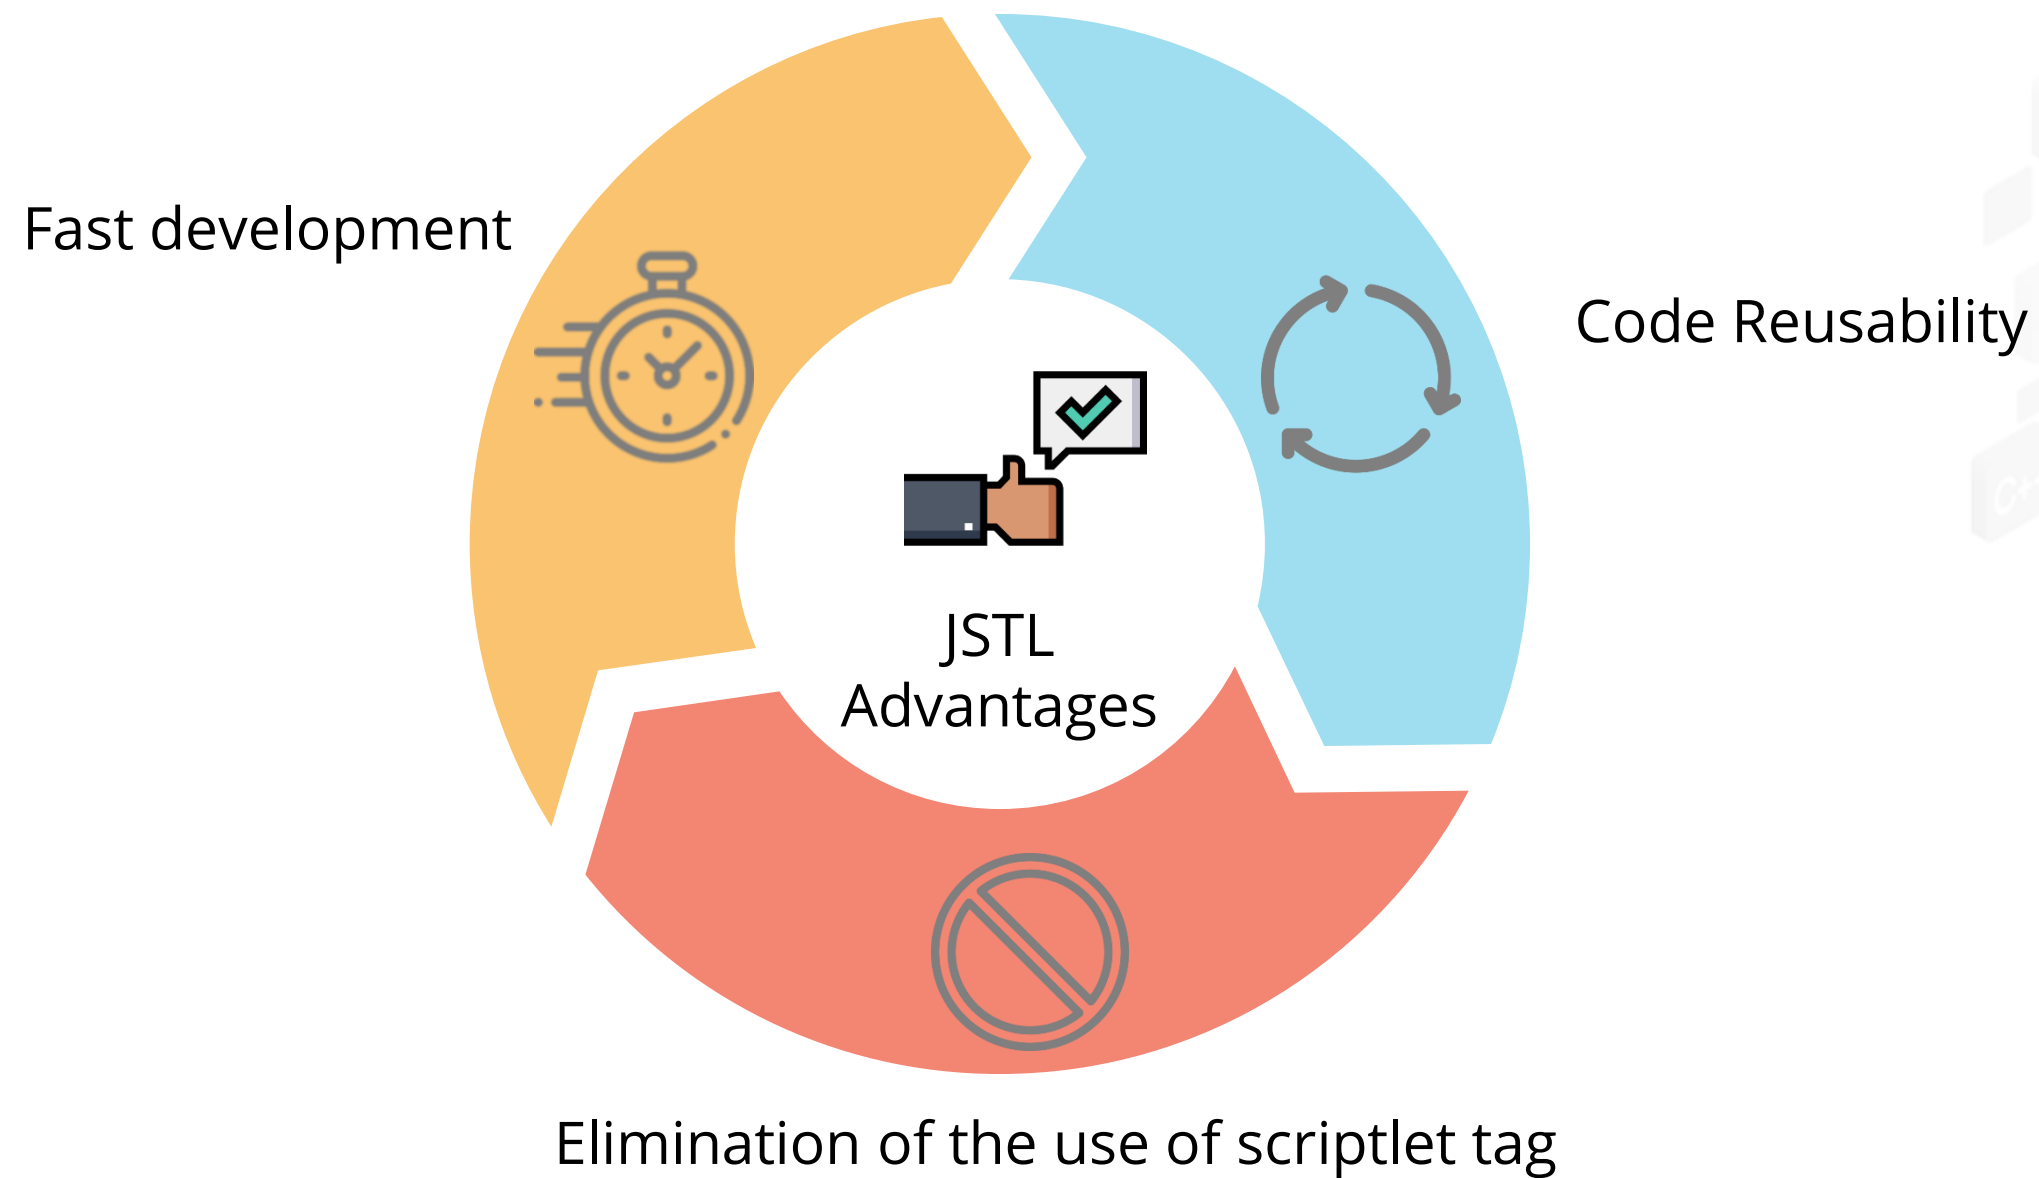 Fast development
Code Reusability
JSTL
Advantages
Elimination of the use of scriptlet tag
C++